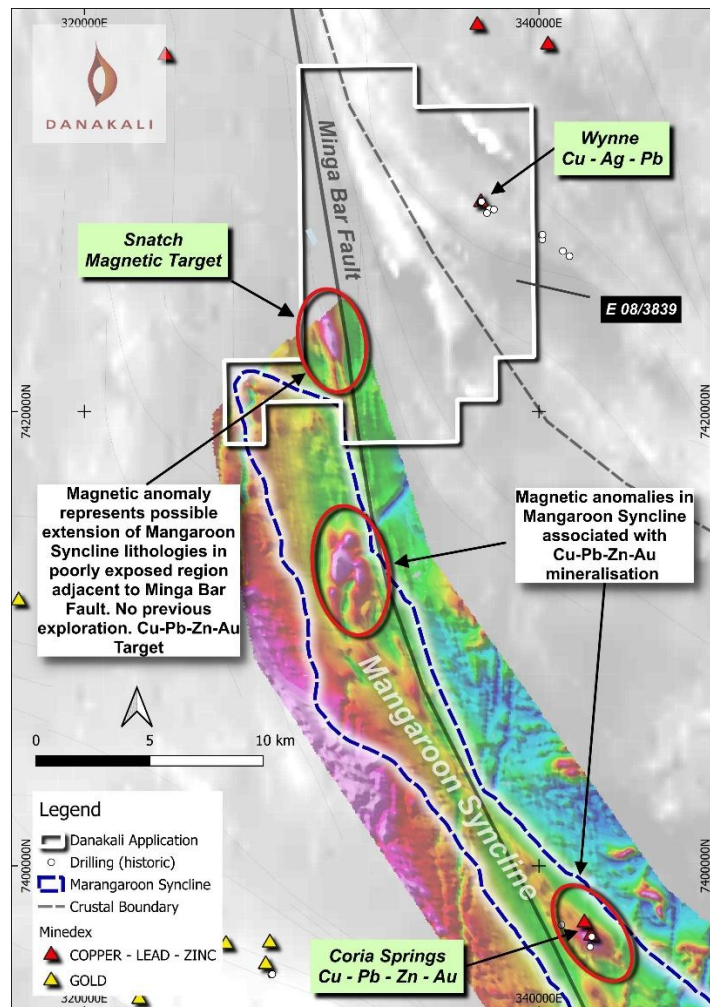 320000
340000
DANAKALI
Minga Bar Fault
Wynne
Cu - Ag - Pb
Snatch
Magnetic Target
E 08/3839
7420000N
7420000N
Magnetic anomaly
represents possible
extension of Mangaroon
Syncline lithologies in
poorly exposed region
adjacent to Minga Bar
Fault. No previous
exploration. Cu-Pb-Zn-Au
Target
Magnetic anomalies in
Mangaroon Syncline
associated with
Cu-Pb-Zn-Au
mineralisation
Mangaroon Syncline
0 5 10 km
Legend
Danakali Application
Drilling (historic)
Marangaroon Syncline
Crustal Boundary
Minedex
COPPER - LEAD - ZINC
GOLD
7400000N
7400000N
Coria Springs
Cu - Pb - Zn - Au
320000
340000